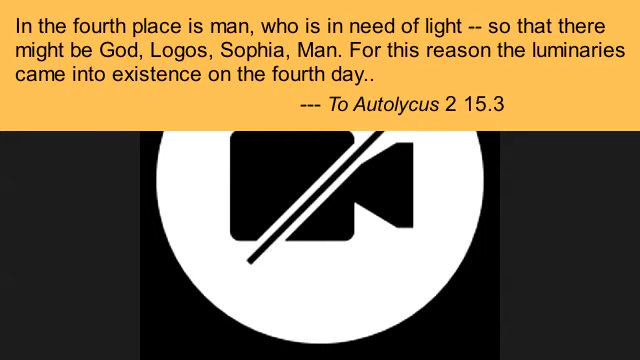 In the fourth place is man, who is in need of light -- so that there
might be God, Logos, Sophia, Man. For this reason the luminaries
came into existence on the fourth day..
--- To Autolycus 2 15.3